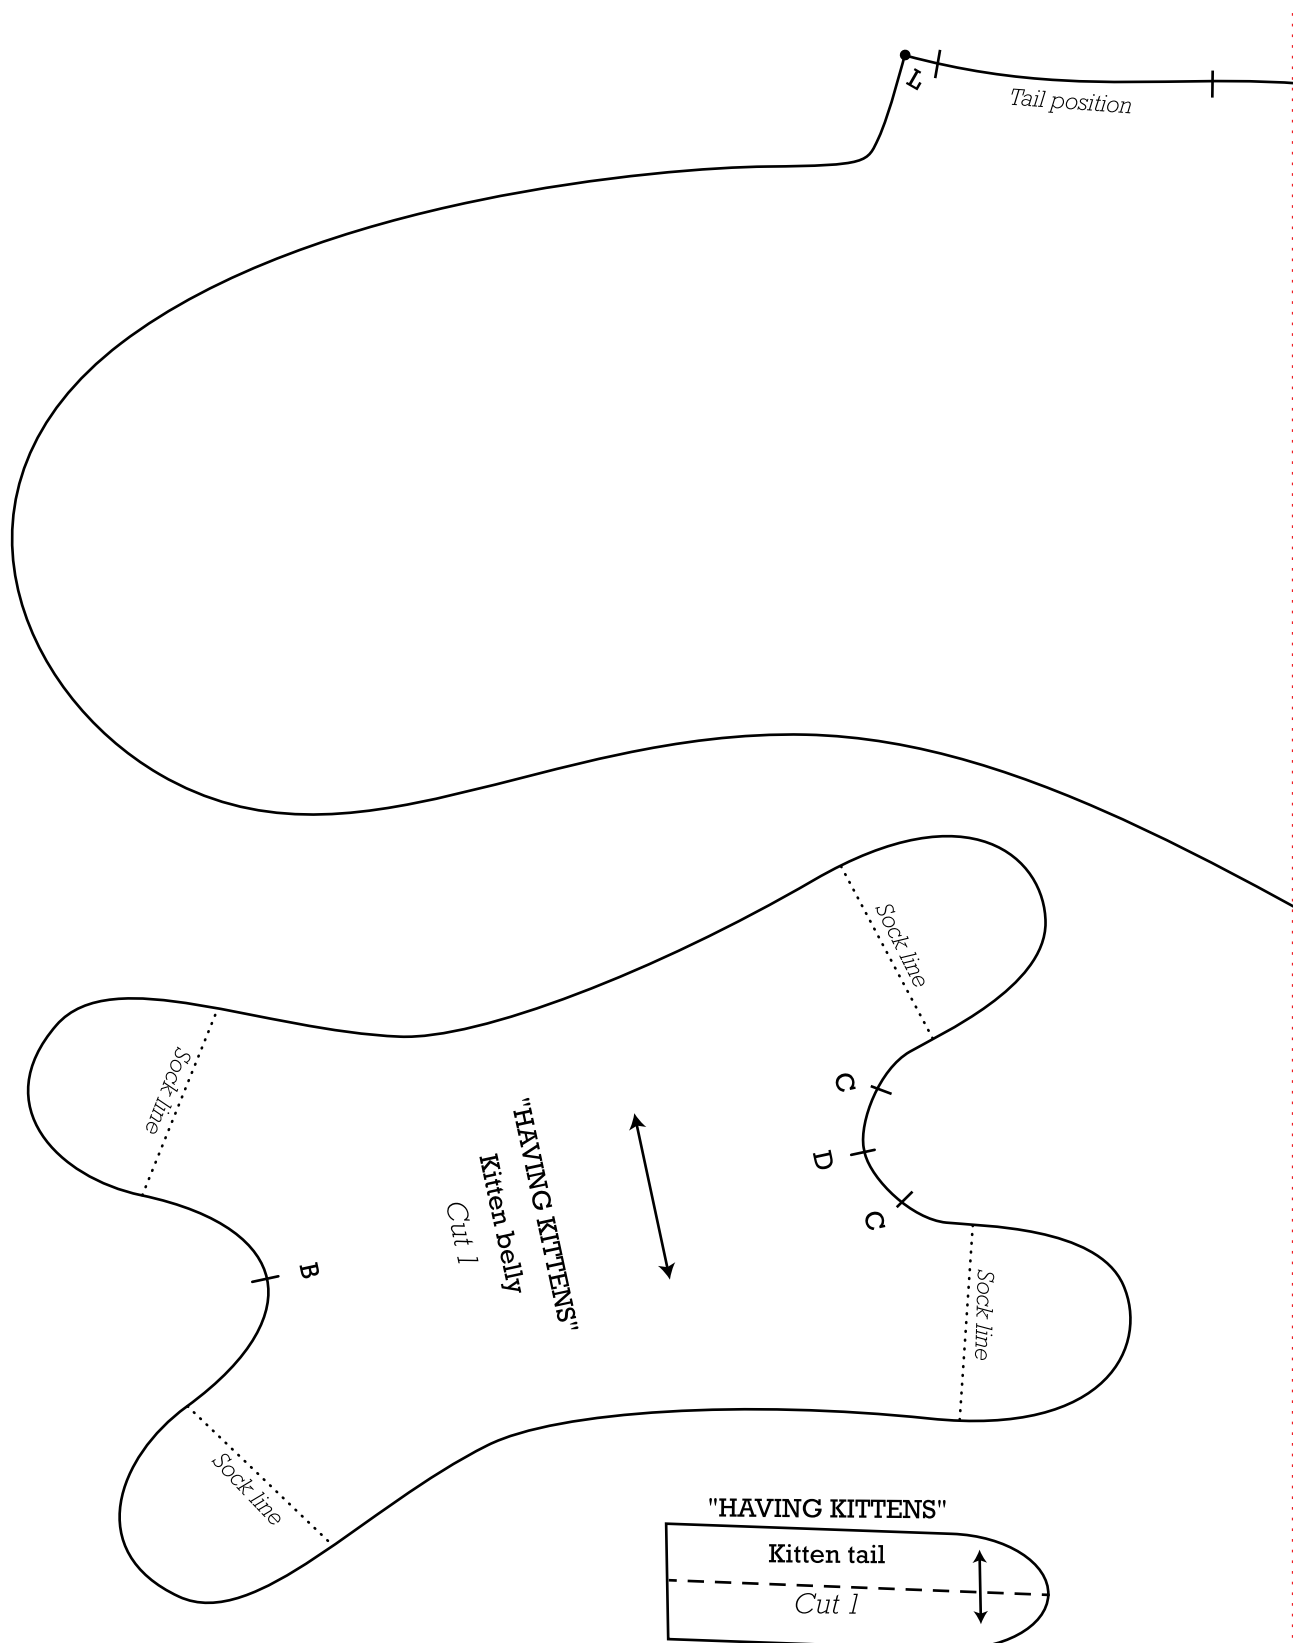 L
Tail position
Sock line
Sock line
C
D
C
B
"HAVING KITTENS"
Kitten belly
Cut 1
Sock line
Sock line
"HAVING KITTENS"
Kitten tail
Cut 1